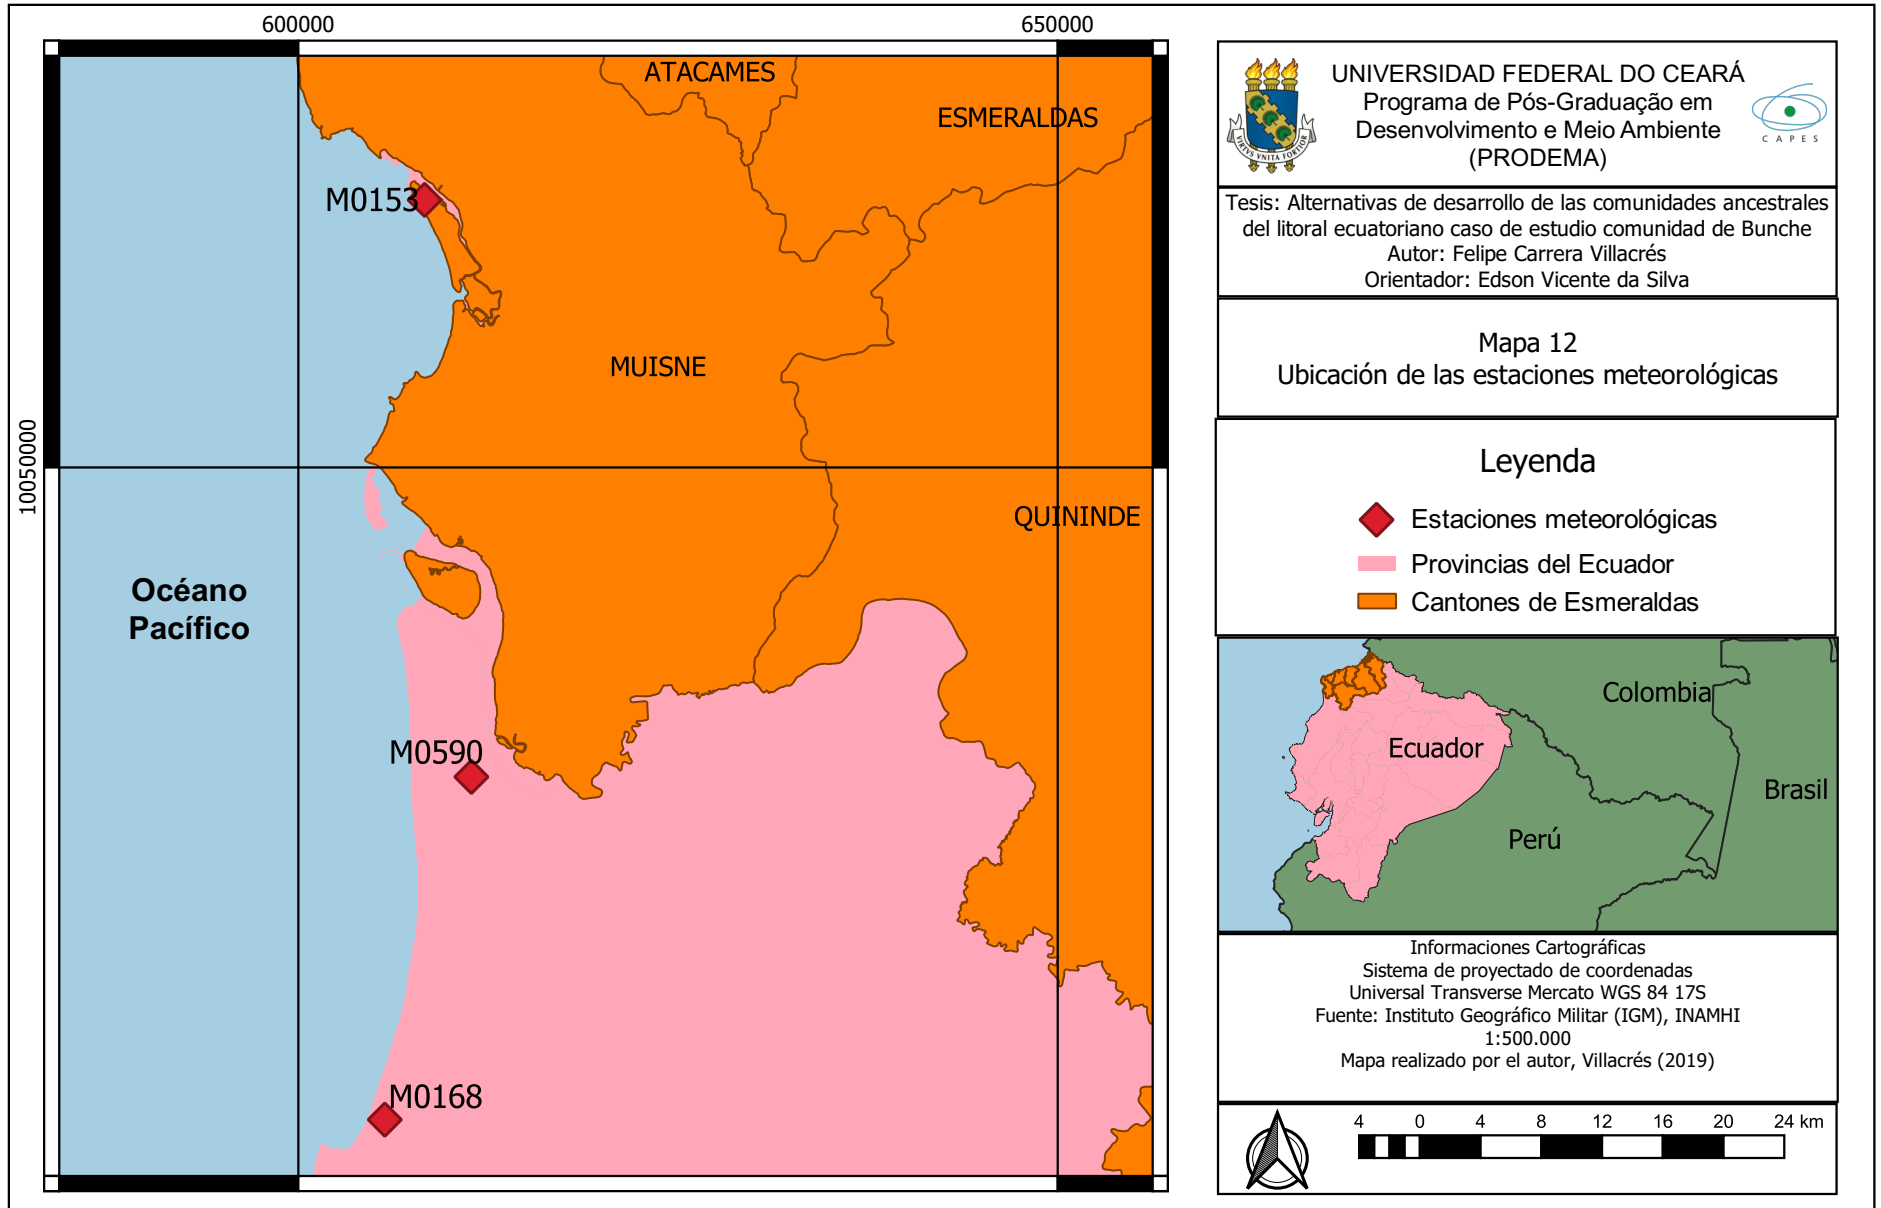 600000
650000
10050000
ATACAMES
ESMERALDAS
M0153
MUISNE
QUININDE
Océano
Pacífico
M0590
M0168
VIRTVS VNITA FORTIOR
UNIVERSIDAD FEDERAL DO CEARÁ
Programa de Pós-Graduação em
Desenvolvimento e Meio Ambiente
(PRODEMA)
CAPES
Tesis: Alternativas de desarrollo de las comunidades ancestrales
del litoral ecuatoriano caso de estudio comunidad de Bunche
Autor: Felipe Carrera Villacrés
Orientador: Edson Vicente da Silva
Mapa 12
Ubicación de las estaciones meteorológicas
Leyenda
Estaciones meteorológicas
Provincias del Ecuador
Cantones de Esmeraldas
Colombia
Ecuador
Brasil
Perú
Informaciones Cartográficas
Sistema de proyectado de coordenadas
Universal Transverse Mercato WGS 84 17S
Fuente: Instituto Geográfico Militar (IGM), INAMHI
1:500.000
Mapa realizado por el autor, Villacrés (2019)
4 0 4 8 12 16 20 24 km